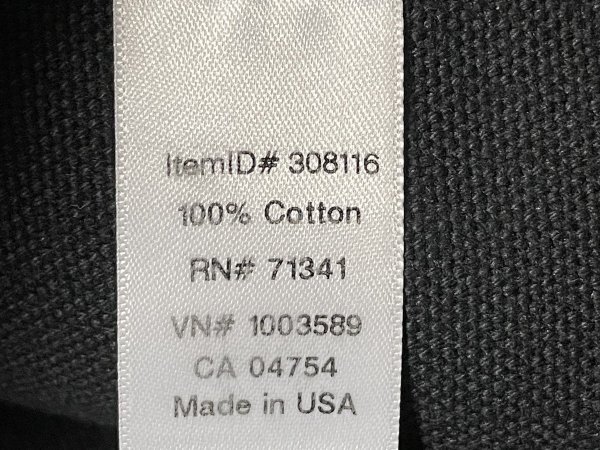 ItemID# 308116
100% Cotton
RN# 71341
VN# 1003589
CA 04754
Made in USA